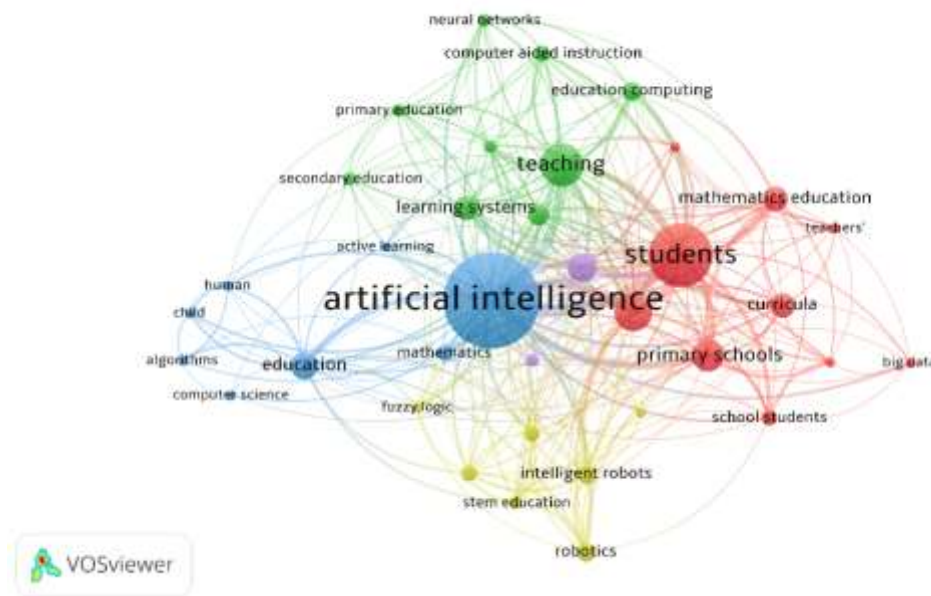 neural networks
computer aided instruction
education computing
primary education
teaching
secondary education
mathematics education
learning systems
teachers'
active learning
students
human
artificial intelligence
child
curricula
algorithms
mathematics
primary schools
education
big data
computer science
fuzzy logic
school students
intelligent robots
stem education
robotics
VOSviewer